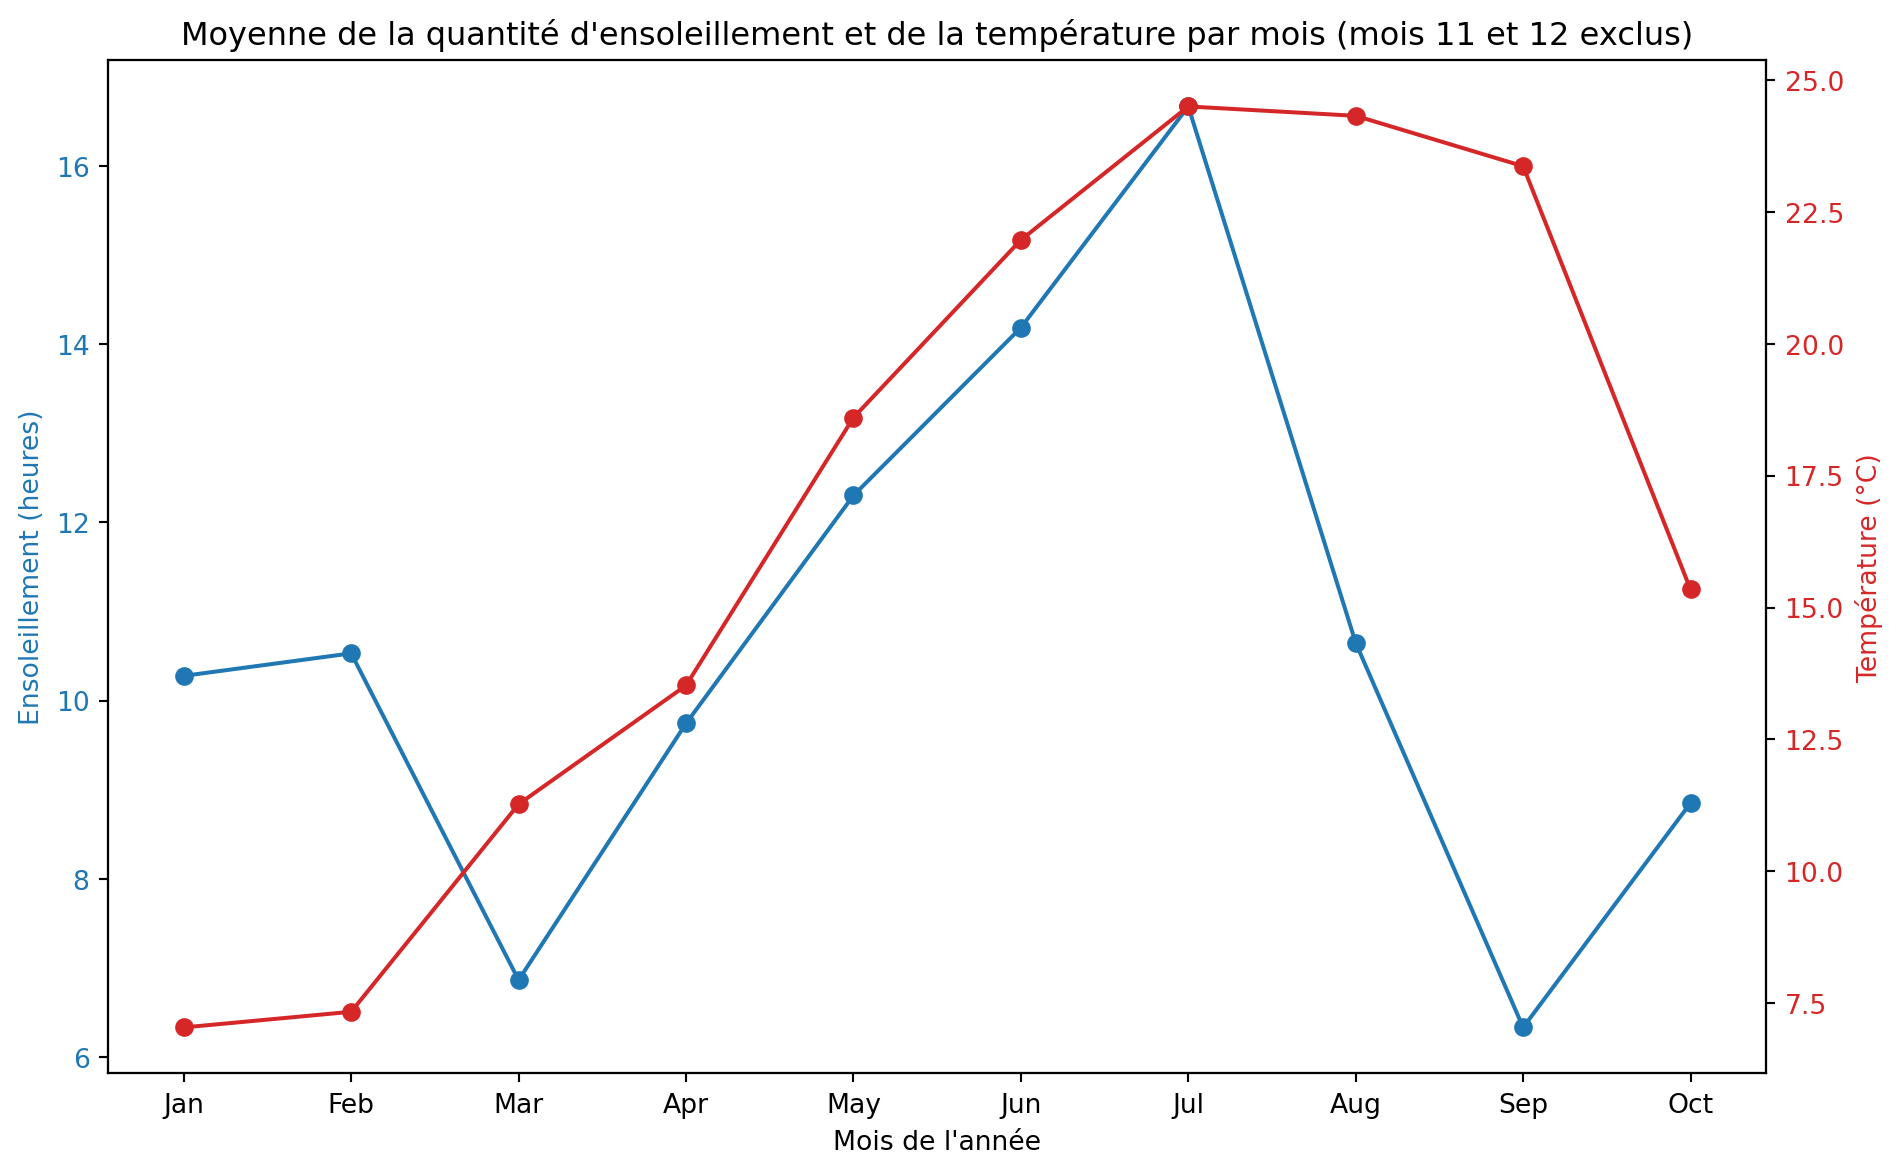 Moyenne de la quantité d'ensoleillement et de la température par mois (mois 11 et 12 exclus)
Ensoleillement (heures)
16
14
12
10
8
6
25.0
22.5
20.0
17.5
15.0
12.5
10.0
7.5
Température (°C)
Jan Feb Mar Apr May Jun Jul Aug Sep Oct
Mois de l'année